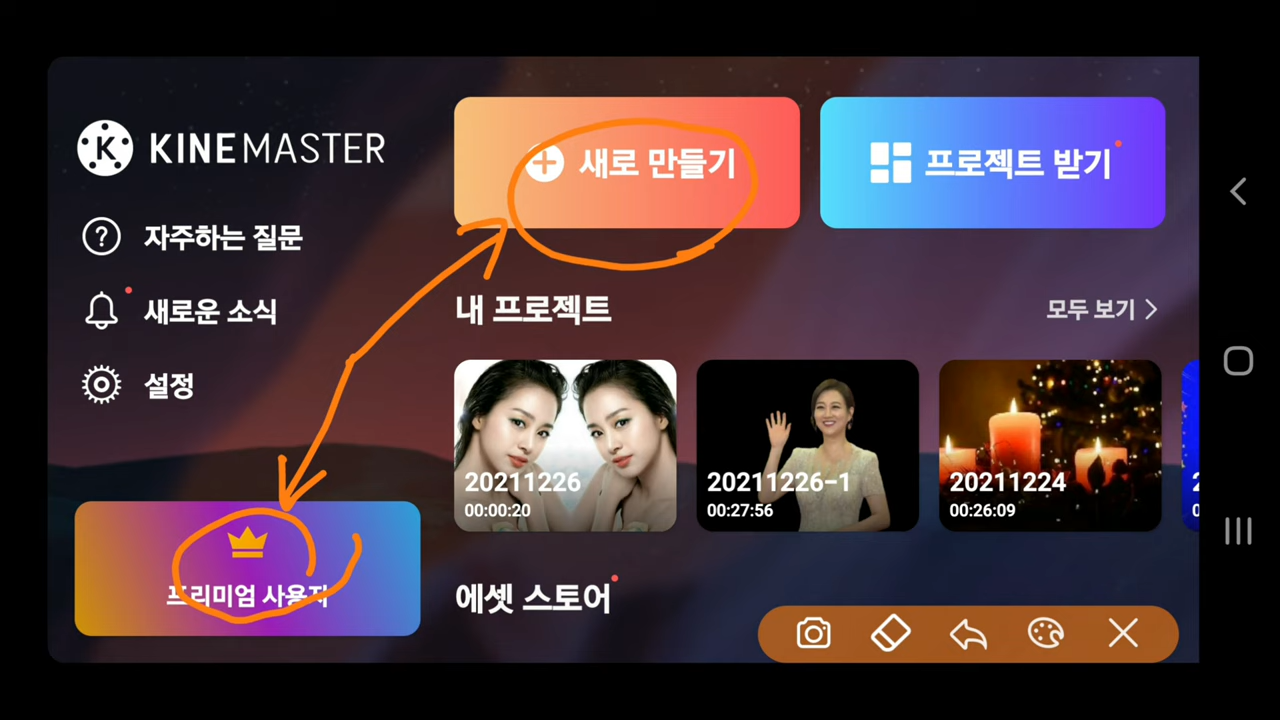 KINEMASTER
자주하는 질문
새로운 소식
설정
프리미엄 사용자
새로 만들기
프로젝트 받기
내 프로젝트
모두 보기
20211226
00:00:20
20211226-1
00:27:56
20211224
00:26:09
에셋 스토어